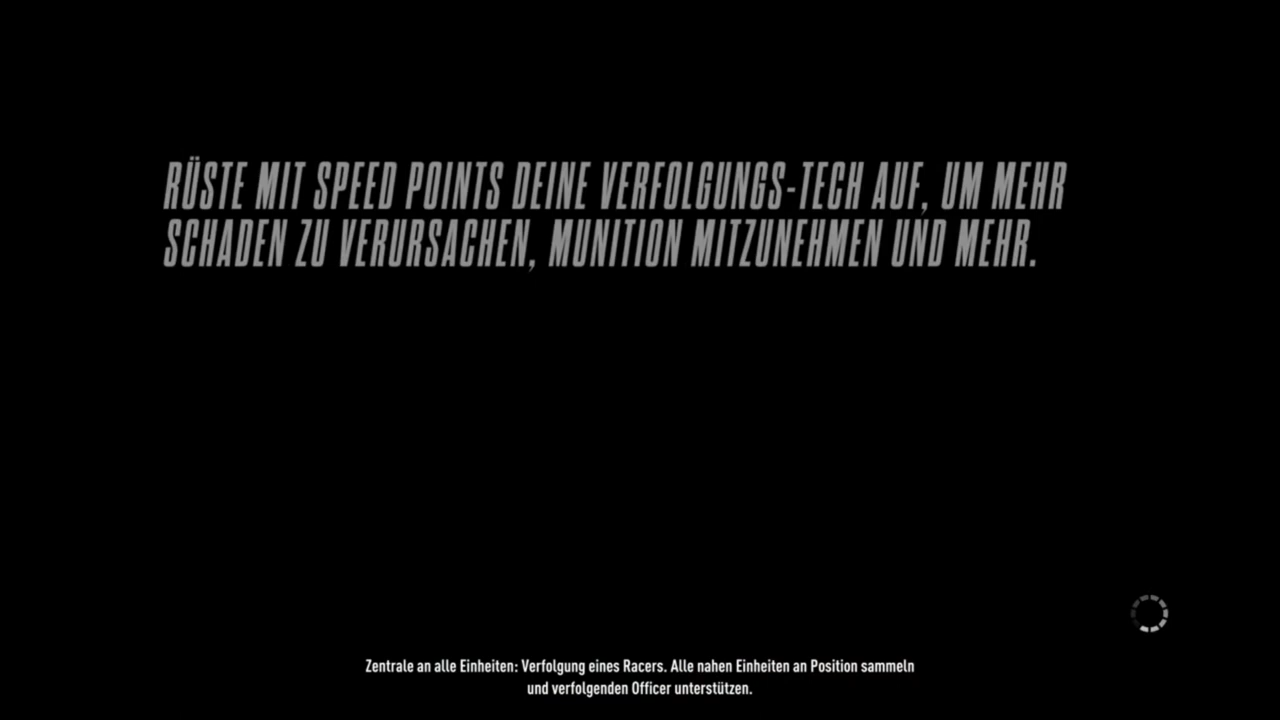 RÜSTE MIT SPEED POINTS DEINE VERFOLGUNGS-TECH AUF, UM MEHR
SCHADEN ZU VERURSACHEN, MUNITION MITZUNEHMEN UND MEHR.
Zentrale an alle Einheiten: Verfolgung eines Racers. Alle nahen Einheiten an Position sammeln
und verfolgenden Officer unterstützen.